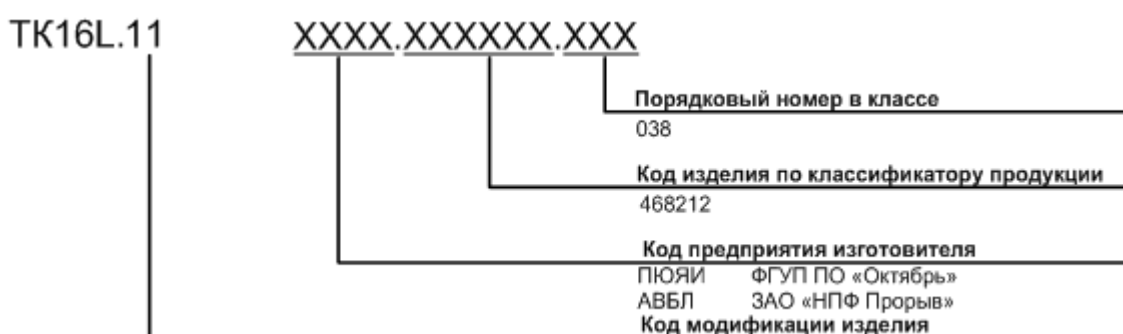 ТК16L.11 XXXX.XXXXXX.XXX
Порядковый номер в классе
038
Код изделия по классификатору продукции
468212
Код предприятия изготовителя
ПЮЯИ ФГУП ПО «Октябрь»
АВБЛ ЗАО «НПФ Прорыв»
Код модификации изделия